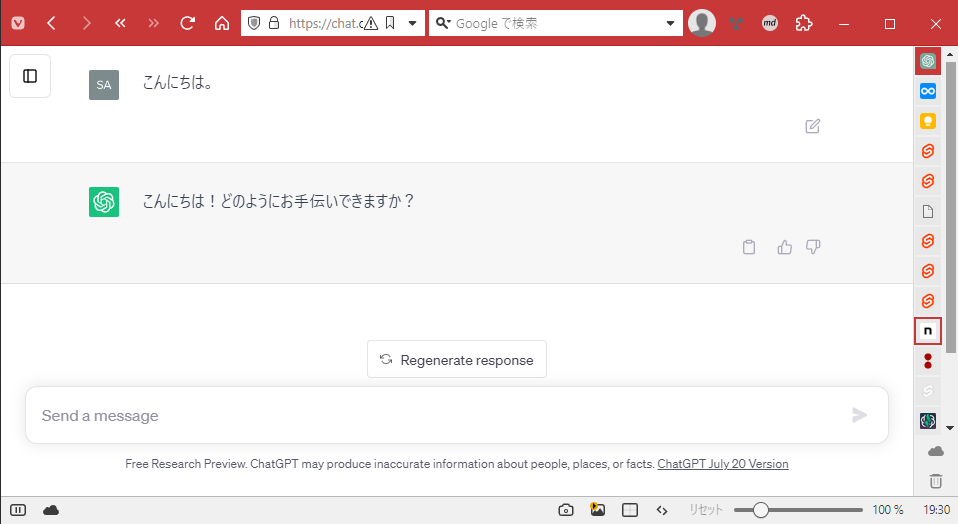 https://chat.c
Google で検索
md
SA
こんにちは。
こんにちは！どのようにお手伝いできますか？
n
Regenerate response
Send a message
Free Research Preview. ChatGPT may produce inaccurate information about people, places, or facts. ChatGPT July 20 Version
リセット
100 %
19:30